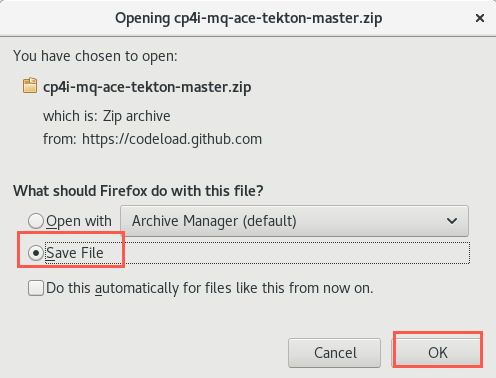 Opening cp4i-mq-ace-tekton-master.zip
You have chosen to open:
cp4i-mq-ace-tekton-master.zip
which is: Zip archive
from: https://codeload.github.com
What should Firefox do with this file?
Open with Archive Manager (default)
Save File
Do this automatically for files like this from now on.
Cancel OK